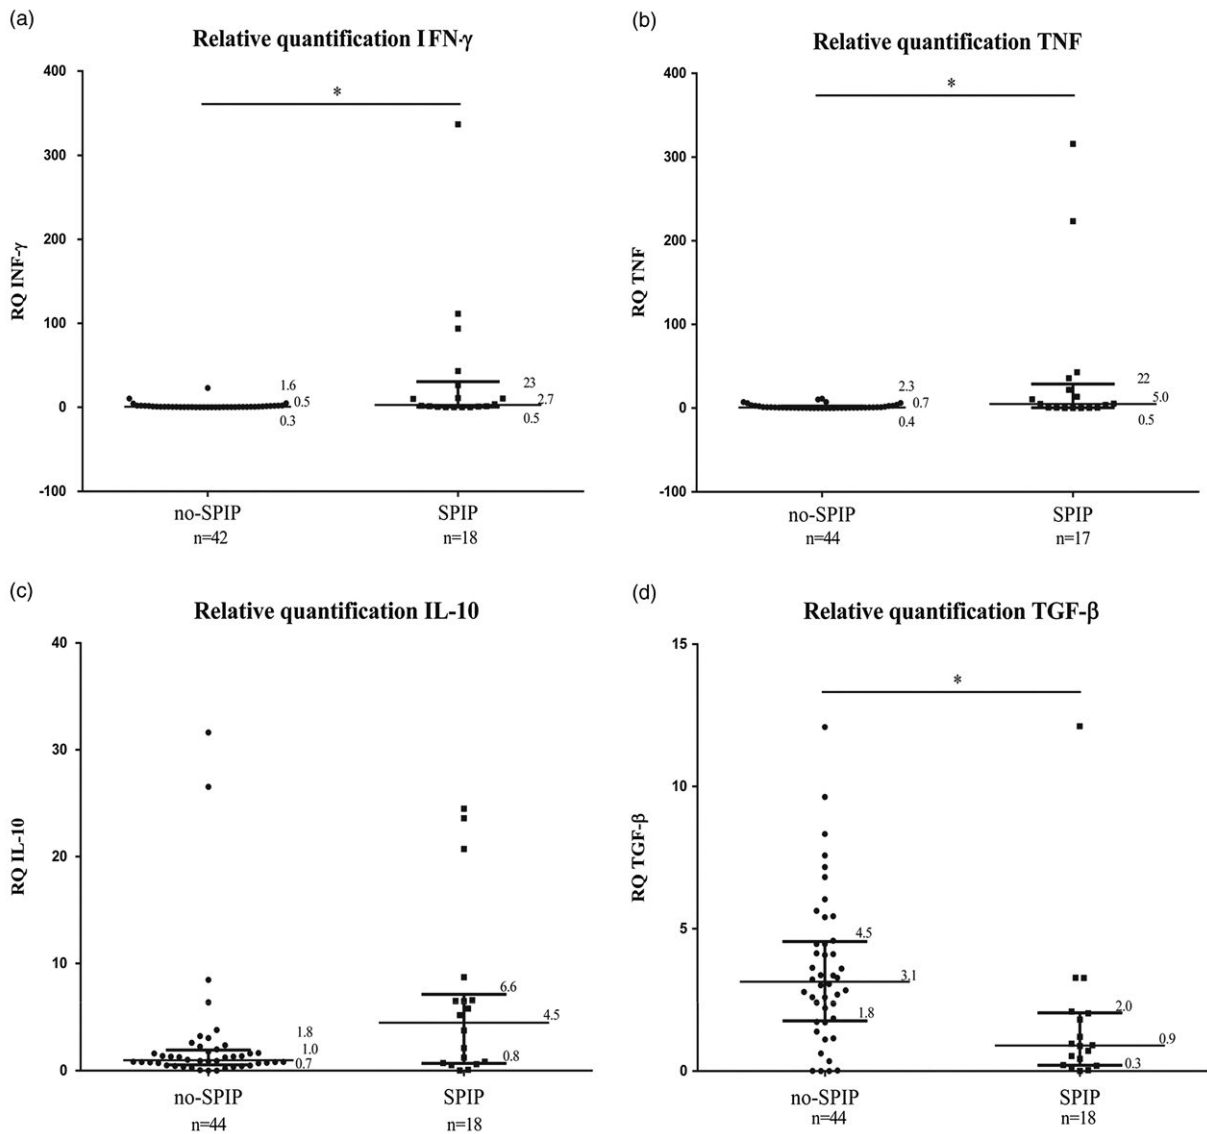 (a)
Relative quantification IFN-γ
400
*
300
200
RQ INF-γ
100
1.6
23
0.5
2.7
0
0.3
0.5
-100
no-SPIP
SPIP
n=42
n=18
(b)
Relative quantification TNF
400
*
300
200
RQ TNF
100
2.3
22
0.7
5.0
0
0.4
0.5
-100
no-SPIP
SPIP
n=44
n=17
(c)
Relative quantification IL-10
40
30
20
RQ IL-10
10
6.6
4.5
1.8
1.0
0.8
0.7
0
no-SPIP
SPIP
n=44
n=18
(d)
Relative quantification TGF-β
15
*
10
RQ TGF-β
5
4.5
3.1
1.8
2.0
0.9
0.3
0
no-SPIP
SPIP
n=44
n=18